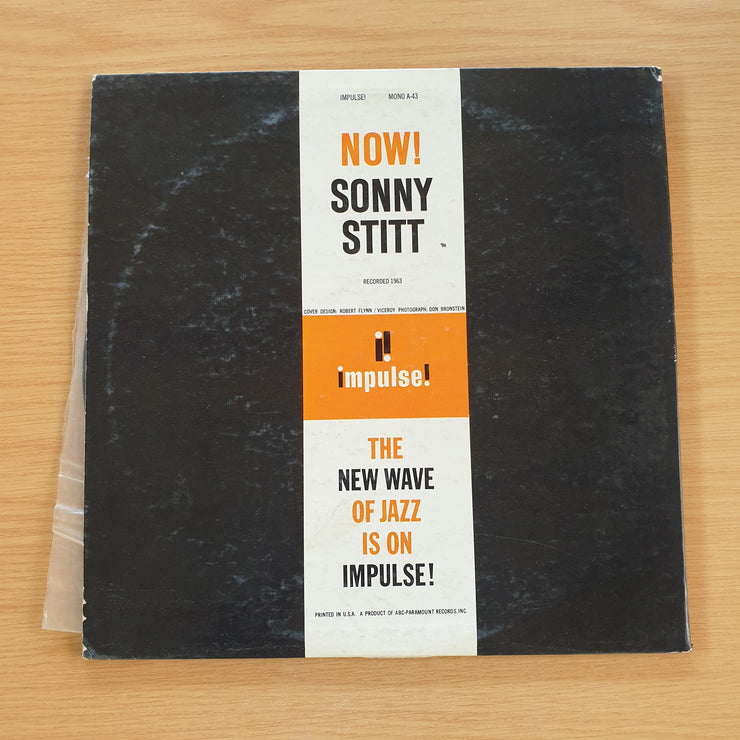 IMPULSE! MONO A-43
NOW!
SONNY
STITT
RECORDED 1963
COVER DESIGN: ROBERT FLYNN / VICEROY PHOTOGRAPH: DON BRONSTEIN
impulse!
THE
NEW WAVE
OF JAZZ
IS ON
IMPULSE!
PRINTED IN U.S.A. A PRODUCT OF ABC-PARAMOUNT RECORDS, INC.